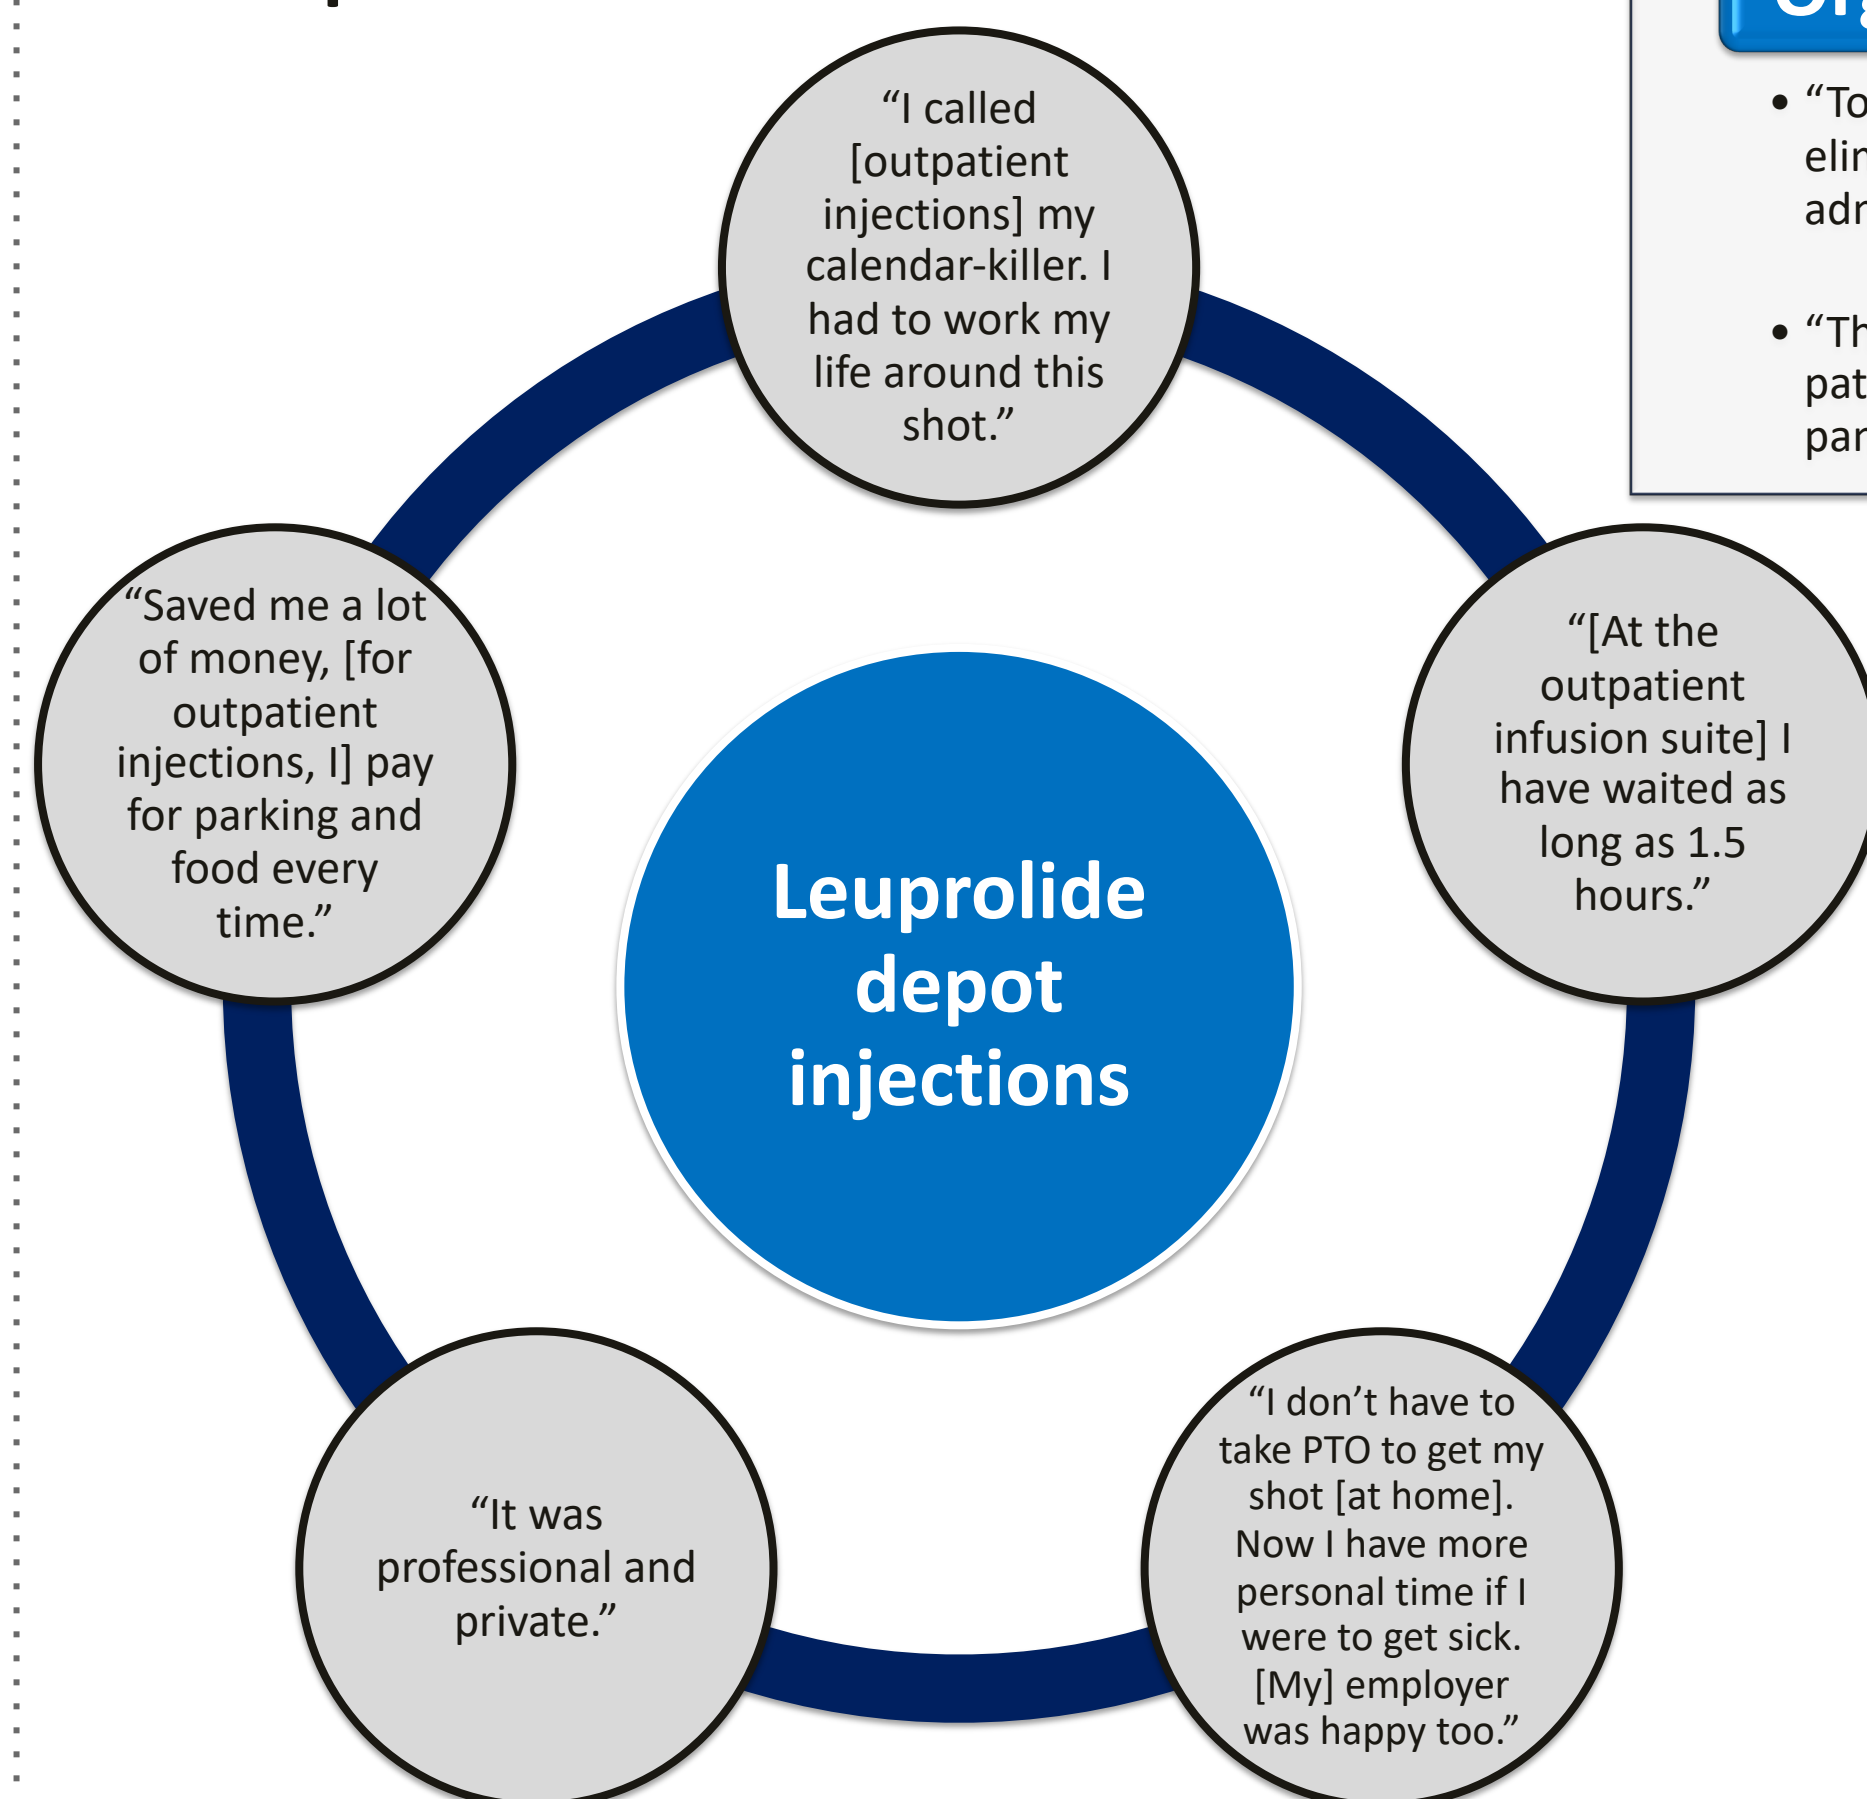 “I called
[outpatient
injections] my
calendar-killer. I
had to work my
life around this
shot.”
“[At the
outpatient
infusion suite] I
have waited as
long as 1.5
hours.”
“I don’t have to
take PTO to get my
shot [at home].
Now I have more
personal time if I
were to get sick.
[My] employer
was happy too.”
“It was
professional and
private.”
“Saved me a lot
of money, [for
outpatient
injections, I] pay
for parking and
food every
time.”
Leuprolide
depot
injections
• “To
•